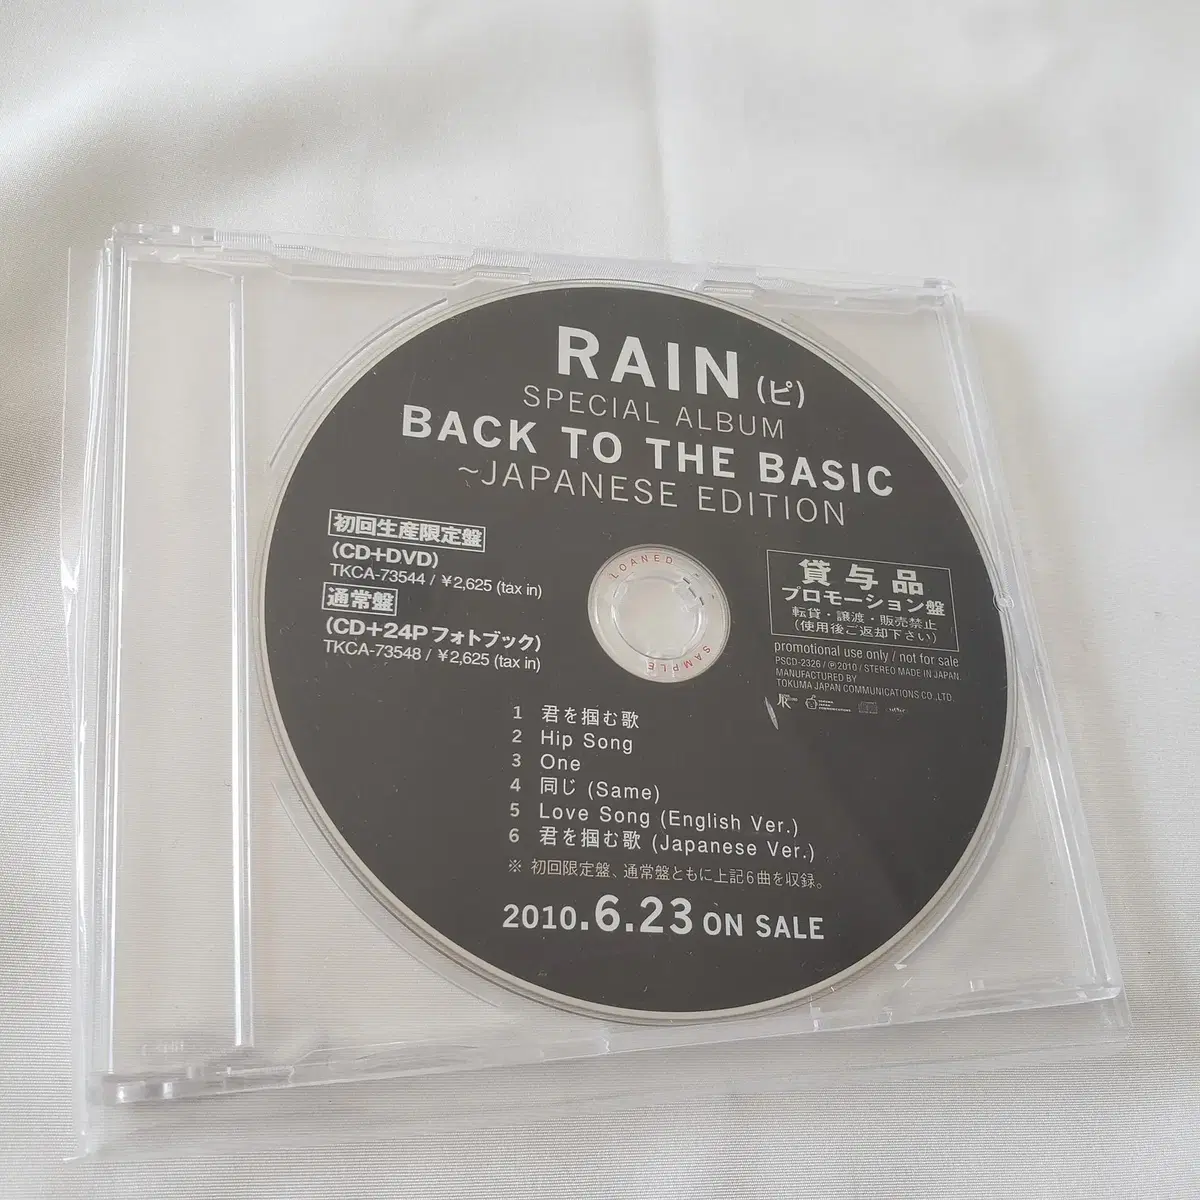 RAIN (ピ)
SPECIAL ALBUM
BACK TO THE BASIC
~JAPANESE EDITION
初回生産限定盤
(CD+DVD)
TKCA-73544 / ¥2,625 (tax in)
通常盤
(CD+24Pフォトブック)
TKCA-73548 / ¥2,625 (tax in)
LOANED
SAMPLE
貸与品
プロモーション盤
転貸・譲渡・販売禁止
(使用後ご返却下さい)
promotional use only / not for sale
PSCD-2326 / ℗2010 / STEREO MADE IN JAPAN.
MANUFACTURED BY
TOKUMA JAPAN COMMUNICATIONS CO.,LTD.
1 君を掴む歌
2 Hip Song
3 One
4 同じ (Same)
5 Love Song (English Ver.)
6 君を掴む歌 (Japanese Ver.)
※ 初回限定盤、通常盤ともに上記6曲を収録。
2010.6.23 ON SALE